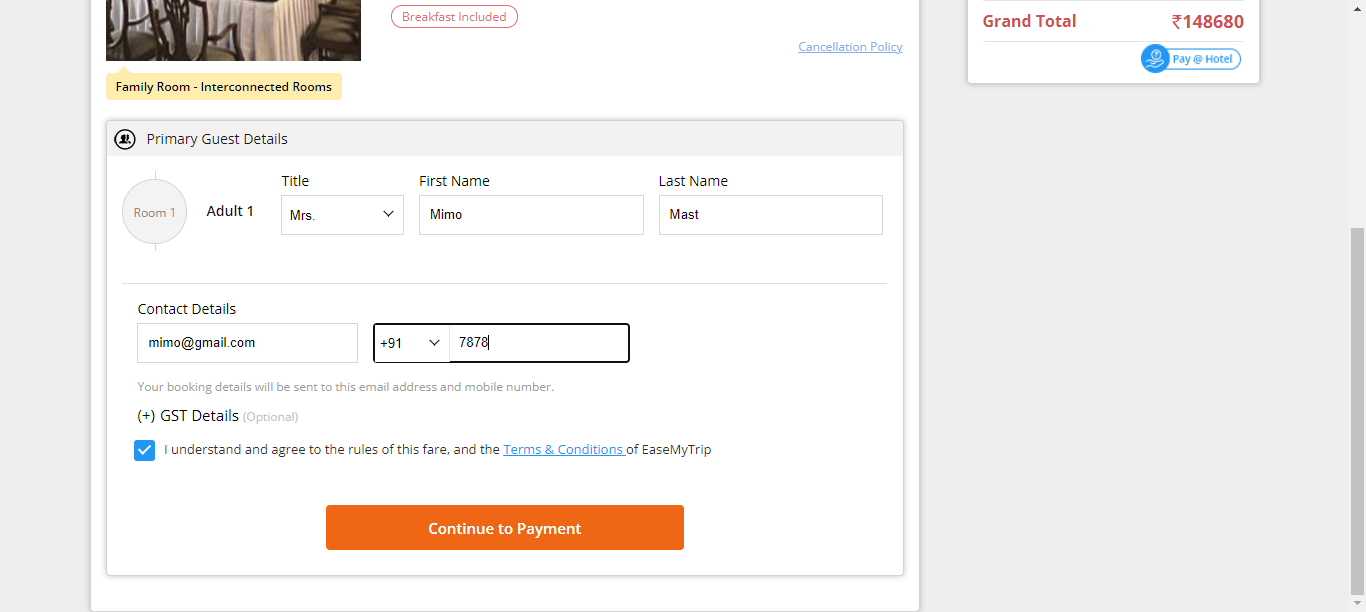 Breakfast Included
Cancellation Policy
Family Room - Interconnected Rooms
Grand Total ₹148680
Pay @ Hotel
Primary Guest Details
Room 1
Adult 1
Title
Mrs.
First Name
Mimo
Last Name
Mast
Contact Details
mimo@gmail.com
+91
7878
Your booking details will be sent to this email address and mobile number.
(+) GST Details (Optional)
I understand and agree to the rules of this fare, and the Terms & Conditions of EaseMyTrip
Continue to Payment